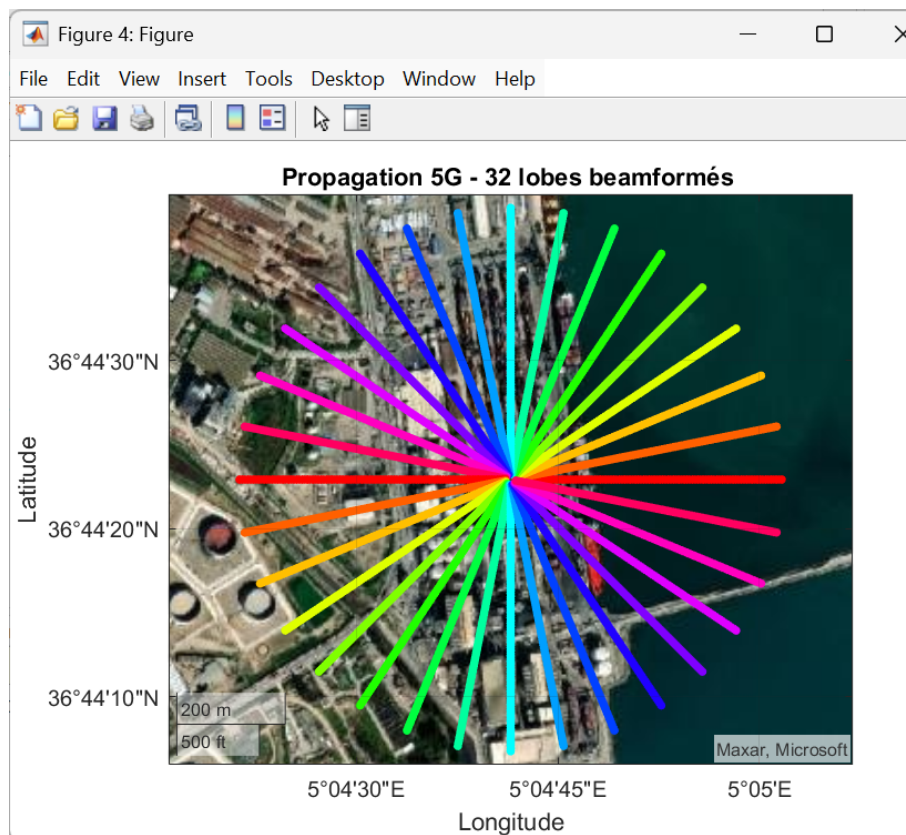 Figure 4: Figure
File Edit View Insert Tools Desktop Window Help
Propagation 5G - 32 lobes beamformés
36°44'30"N
36°44'20"N
36°44'10"N
Latitude
200 m
500 ft
Maxar, Microsoft
5°04'30"E 5°04'45"E 5°05'E
Longitude